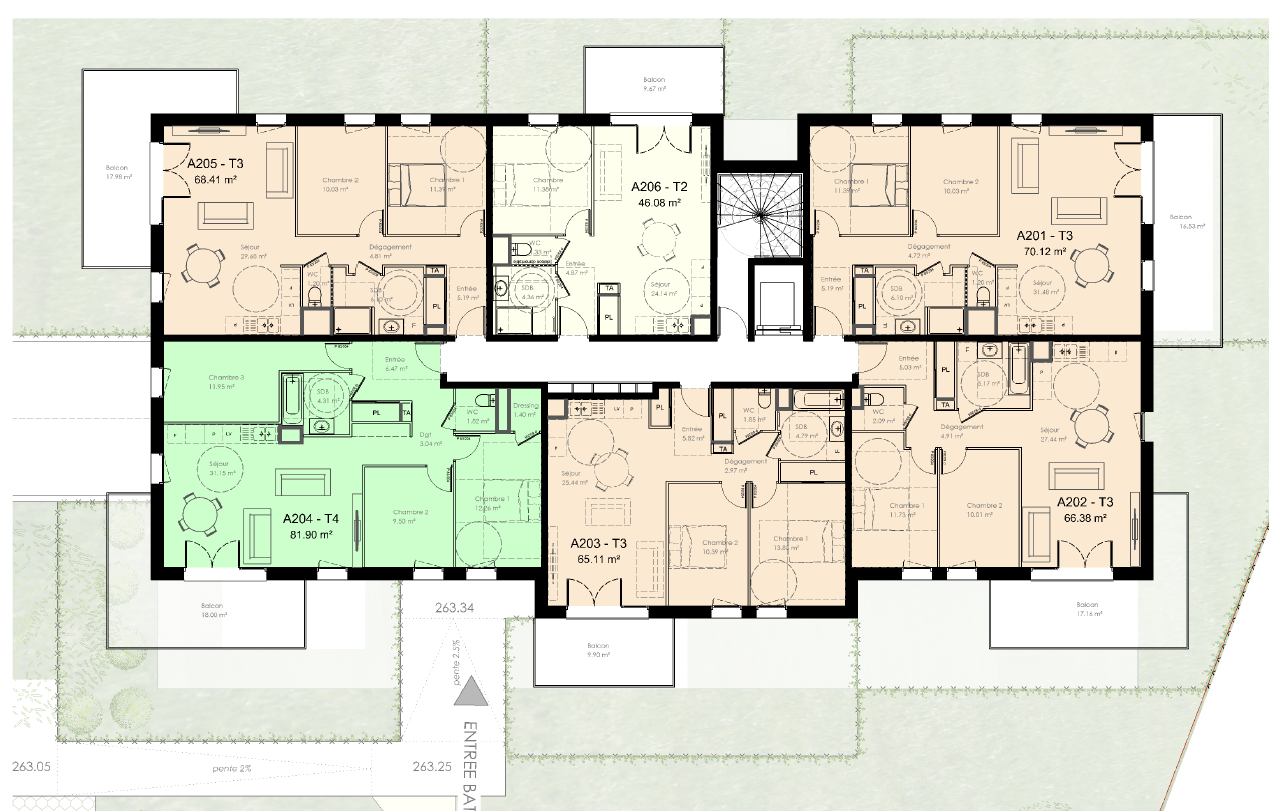 Balcon
9.67 m²
Balcon
17.98 m²
A205 - T3
68.41 m²
Chambre 2
10.03 m²
Chambre 1
Séjour
29.68 m²
Dégagement
4.81 m²
WC
1.20 m²
SDB
TA
PL
Entrée
5.19 m²
Chambre
11.38 m²
A206 - T2
46.08 m²
WC
Entrée
4.87 m²
SDB
4.36 m²
TA
PL
Séjour
24.14 m²
Chambre 1
Chambre 2
10.03 m²
A201 - T3
70.12 m²
Balcon
16.53 m²
Dégagement
4.72 m²
Entrée
5.19 m²
TA
PL
SDB
6.10 m²
WC
1.20 m²
Séjour
31.48 m²
Chambre 3
11.95 m²
Entrée
6.47 m²
SDB
4.31 m²
PL
TA
WC
1.82 m²
Dressing
1.40 m²
Dgt
3.04 m²
Séjour
31.15 m²
A204 - T4
81.90 m²
Chambre 2
9.50 m²
Chambre 1
12.26 m²
Balcon
18.00 m²
PL
Entrée
5.82 m²
PL
TA
WC
1.85 m²
SDB
4.79 m²
Dégagement
2.97 m²
PL
Séjour
25.44 m²
A203 - T3
65.11 m²
Chambre 2
10.39 m²
Chambre 1
Balcon
9.90 m²
Entrée
5.03 m²
PL
TA
SDB
5.17 m²
WC
2.09 m²
Dégagement
4.91 m²
Séjour
27.44 m²
Chambre 1
11.73 m²
Chambre 2
10.01 m²
A202 - T3
66.38 m²
Balcon
17.16 m²
263.34
pente 2.5%
ENTREE BAT
263.05
pente 2%
263.25